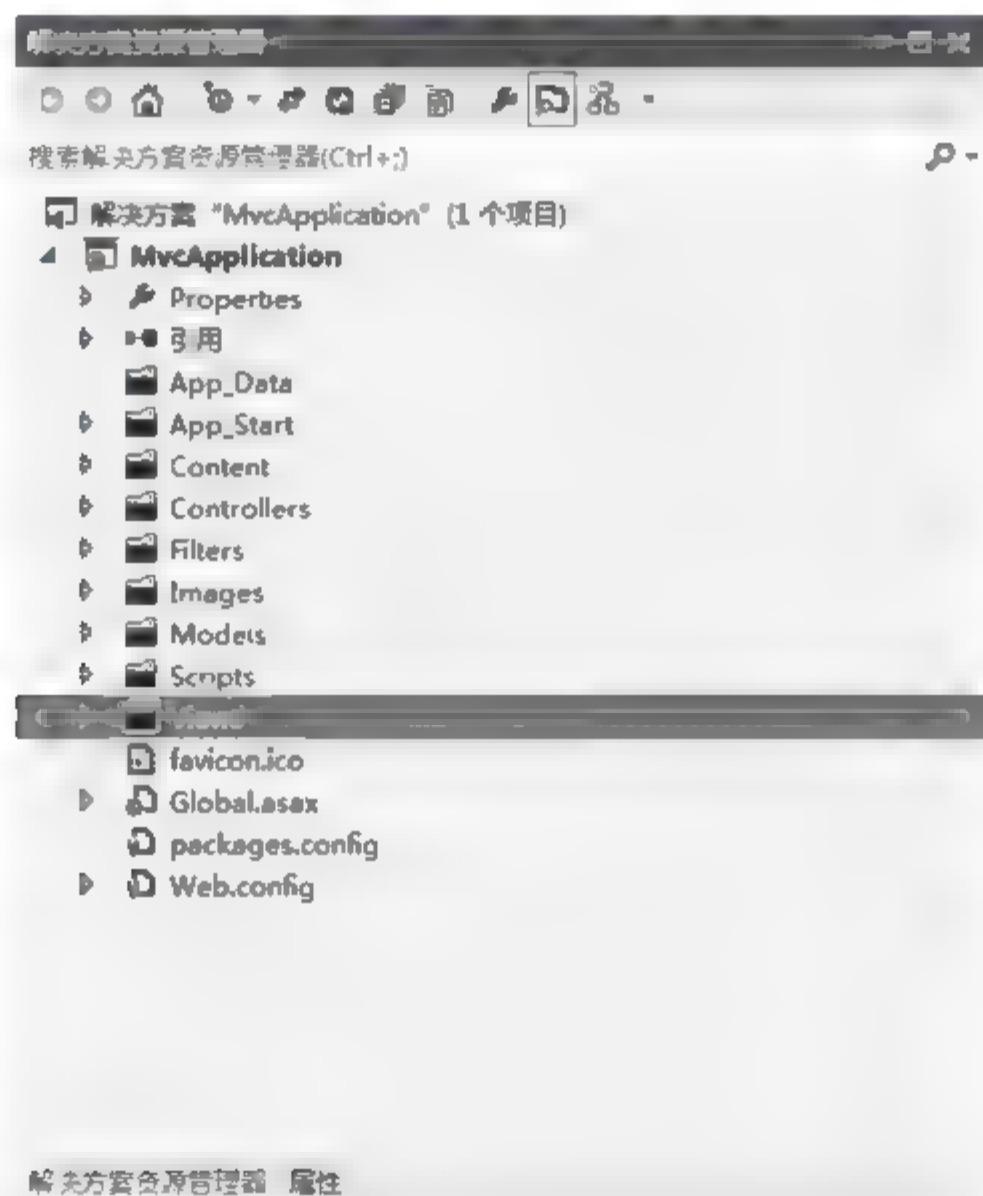 解决方案资源管理器
搜索解决方案资源管理器(Ctrl+;)
解决方案 "MvcApplication" (1 个项目)
MvcApplication
Properties
引用
App_Data
App_Start
Content
Controllers
Filters
Images
Models
Scripts
Views
favicon.ico
Global.asax
packages.config
Web.config
解决方案资源管理器 属性